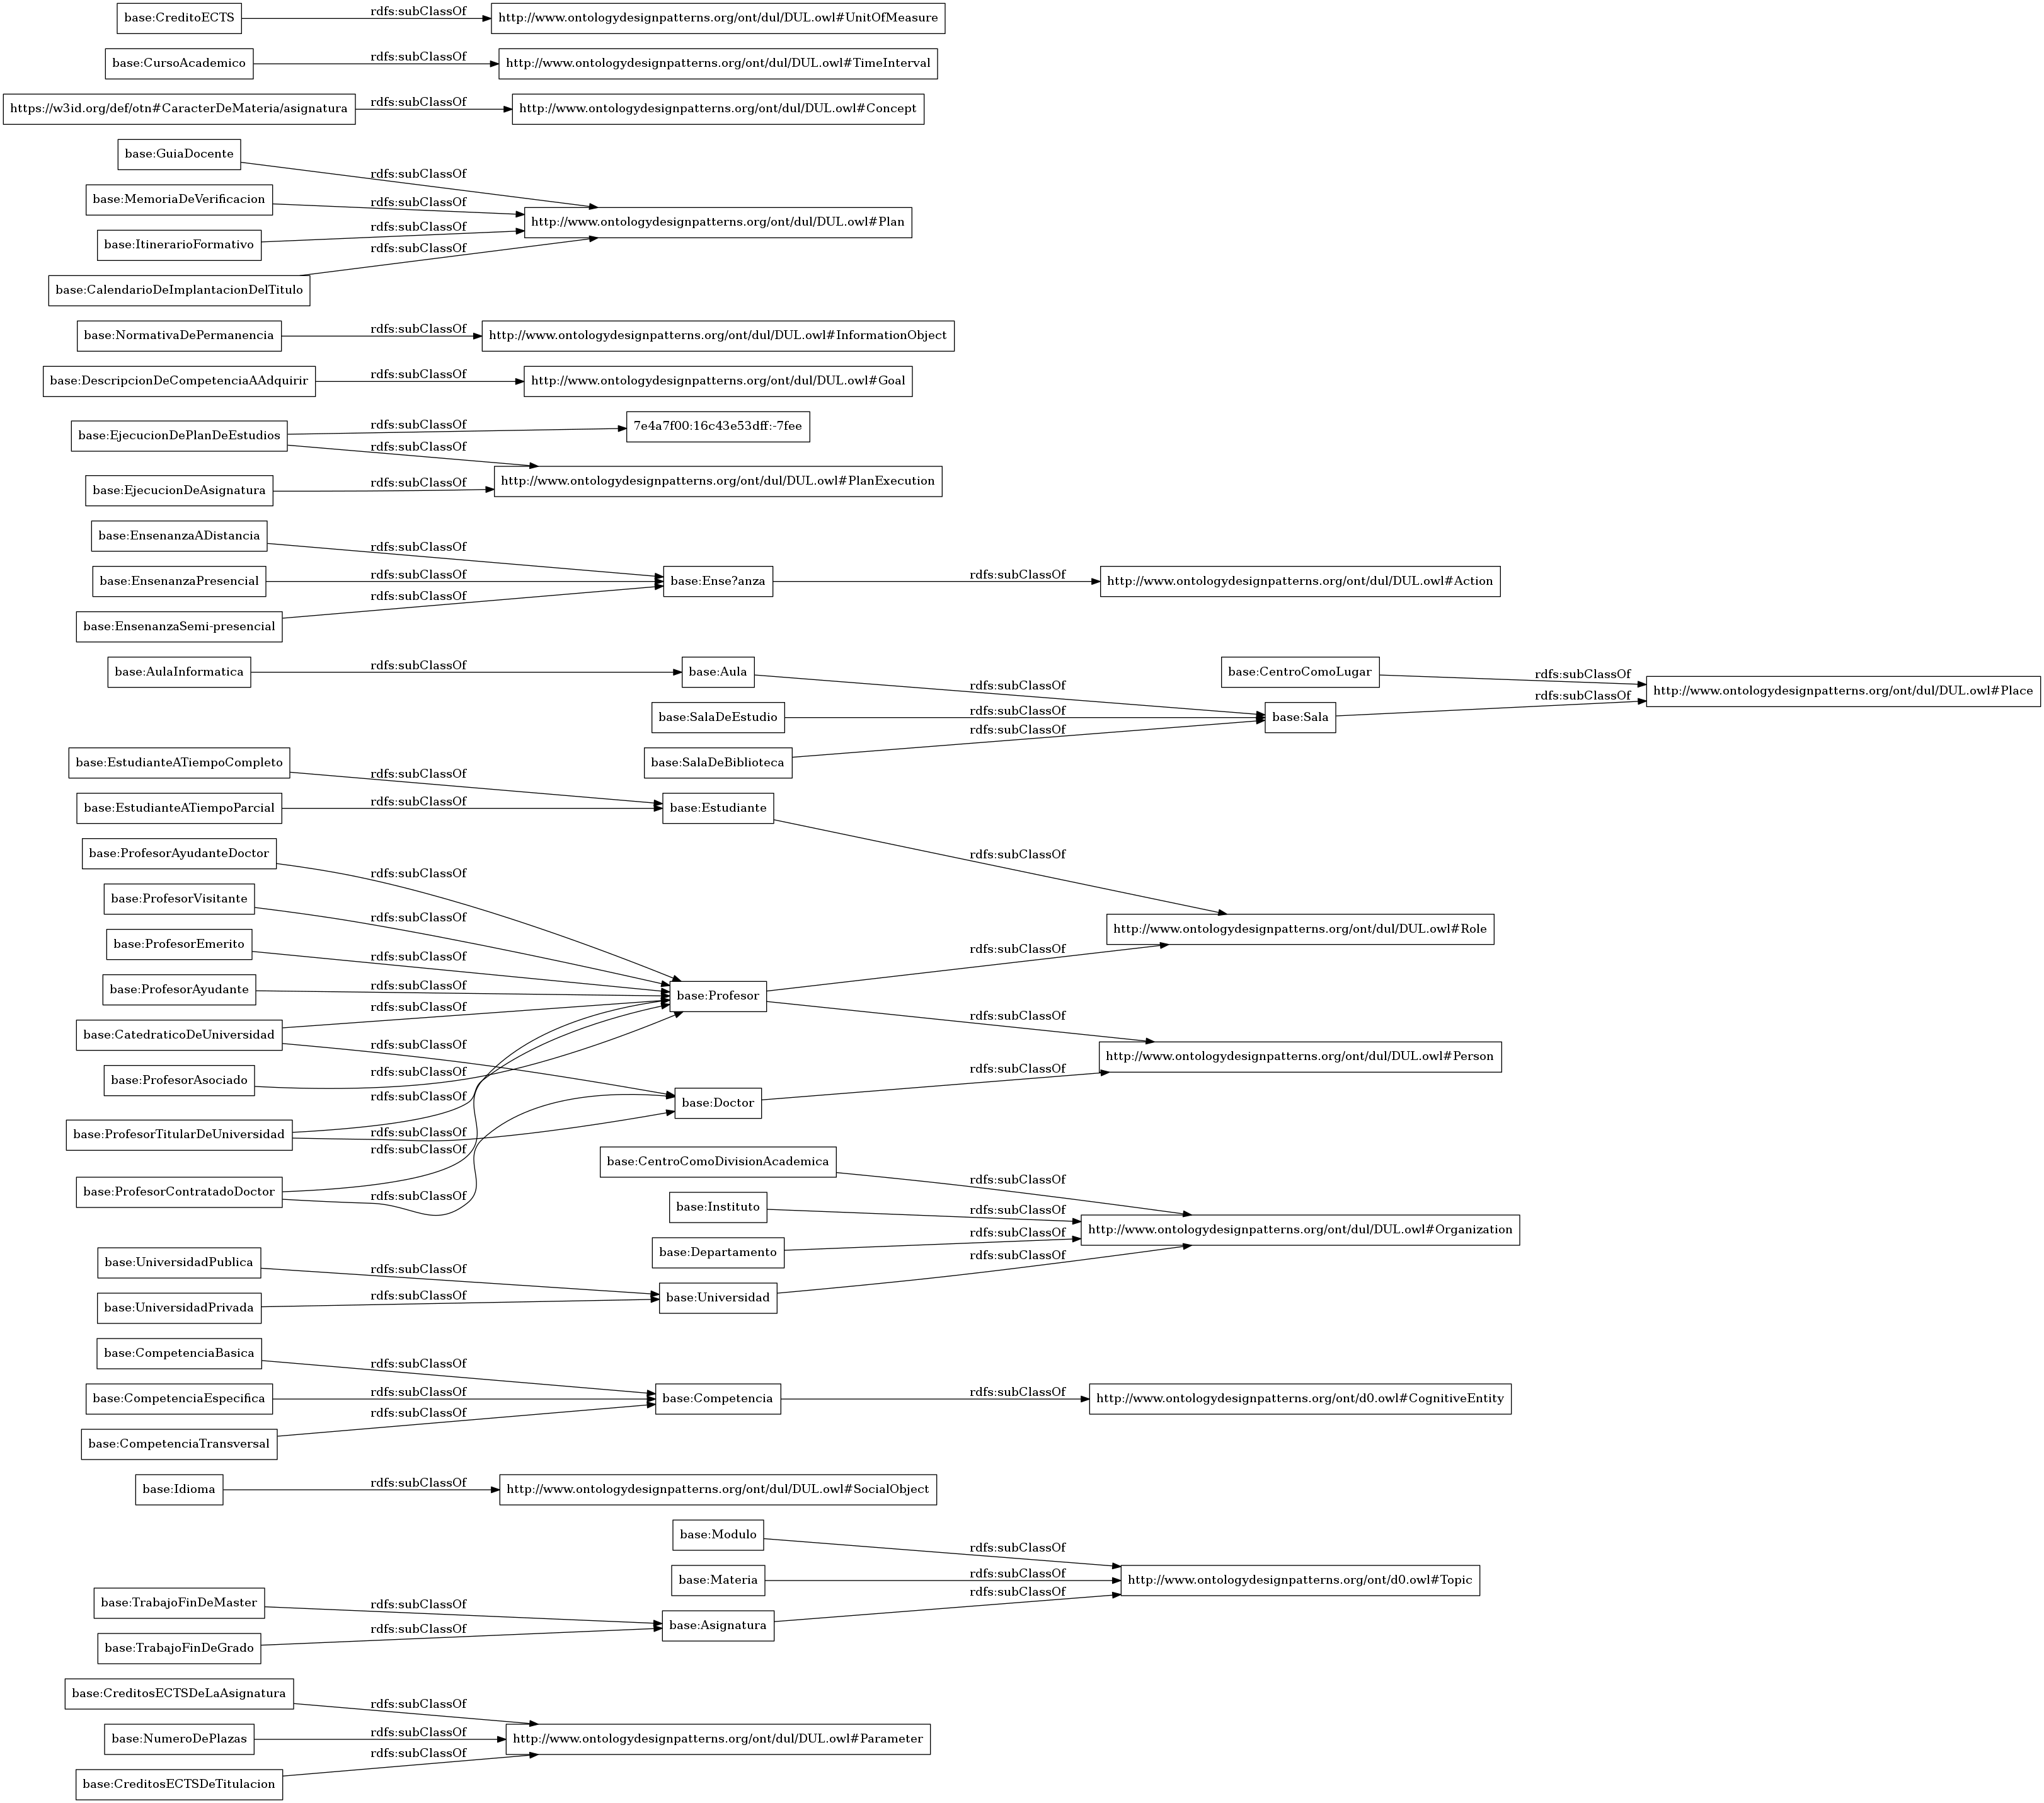 base:CreditoECTS
rdfs:subClassOf
http://www.ontologydesignpatterns.org/ont/dul/DUL.owl#UnitOfMeasure
base:CursoAcademico
rdfs:subClassOf
http://www.ontologydesignpatterns.org/ont/dul/DUL.owl#TimeInterval
https://w3id.org/def/otn#CaracterDeMateria/asignatura
rdfs:subClassOf
http://www.ontologydesignpatterns.org/ont/dul/DUL.owl#Concept
base:GuiaDocente
rdfs:subClassOf
base:MemoriaDeVerificacion
rdfs:subClassOf
http://www.ontologydesignpatterns.org/ont/dul/DUL.owl#Plan
base:ItinerarioFormativo
rdfs:subClassOf
rdfs:subClassOf
base:CalendarioDeImplantacionDelTitulo
base:NormativaDePermanencia
rdfs:subClassOf
http://www.ontologydesignpatterns.org/ont/dul/DUL.owl#InformationObject
base:DescripcionDeCompetenciaAAdquirir
rdfs:subClassOf
http://www.ontologydesignpatterns.org/ont/dul/DUL.owl#Goal
base:EjecucionDePlanDeEstudios
rdfs:subClassOf
7e4a7f00:16c43e53dff:-7fee
rdfs:subClassOf
http://www.ontologydesignpatterns.org/ont/dul/DUL.owl#PlanExecution
base:EjecucionDeAsignatura
rdfs:subClassOf
base:EnsenanzaADistancia
rdfs:subClassOf
base:EnsenanzaPresencial
rdfs:subClassOf
base:Ense?anza
rdfs:subClassOf
http://www.ontologydesignpatterns.org/ont/dul/DUL.owl#Action
base:EnsenanzaSemi-presencial
rdfs:subClassOf
base:AulaInformatica
rdfs:subClassOf
base:Aula
rdfs:subClassOf
base:CentroComoLugar
rdfs:subClassOf
http://www.ontologydesignpatterns.org/ont/dul/DUL.owl#Place
base:SalaDeEstudio
rdfs:subClassOf
base:Sala
rdfs:subClassOf
base:SalaDeBiblioteca
rdfs:subClassOf
base:EstudianteATiempoCompleto
rdfs:subClassOf
base:EstudianteATiempoParcial
rdfs:subClassOf
base:Estudiante
rdfs:subClassOf
base:ProfesorAyudanteDoctor
rdfs:subClassOf
base:ProfesorVisitante
rdfs:subClassOf
http://www.ontologydesignpatterns.org/ont/dul/DUL.owl#Role
base:ProfesorEmerito
rdfs:subClassOf
rdfs:subClassOf
base:ProfesorAyudante
rdfs:subClassOf
base:Profesor
rdfs:subClassOf
base:CatedraticoDeUniversidad
rdfs:subClassOf
rdfs:subClassOf
http://www.ontologydesignpatterns.org/ont/dul/DUL.owl#Person
base:ProfesorAsociado
rdfs:subClassOf
rdfs:subClassOf
base:Doctor
rdfs:subClassOf
base:ProfesorTitularDeUniversidad
rdfs:subClassOf
rdfs:subClassOf
base:ProfesorContratadoDoctor
rdfs:subClassOf
base:CentroComoDivisionAcademica
rdfs:subClassOf
base:Instituto
rdfs:subClassOf
http://www.ontologydesignpatterns.org/ont/dul/DUL.owl#Organization
base:Departamento
rdfs:subClassOf
base:UniversidadPublica
rdfs:subClassOf
rdfs:subClassOf
base:Universidad
base:UniversidadPrivada
rdfs:subClassOf
base:CompetenciaBasica
rdfs:subClassOf
base:CompetenciaEspecifica
rdfs:subClassOf
base:Competencia
rdfs:subClassOf
http://www.ontologydesignpatterns.org/ont/d0.owl#CognitiveEntity
base:CompetenciaTransversal
rdfs:subClassOf
base:Idioma
rdfs:subClassOf
http://www.ontologydesignpatterns.org/ont/dul/DUL.owl#SocialObject
base:Modulo
rdfs:subClassOf
base:Materia
rdfs:subClassOf
http://www.ontologydesignpatterns.org/ont/d0.owl#Topic
base:TrabajoFinDeMaster
rdfs:subClassOf
base:Asignatura
rdfs:subClassOf
base:TrabajoFinDeGrado
rdfs:subClassOf
base:CreditosECTSDeLaAsignatura
rdfs:subClassOf
base:NumeroDePlazas
rdfs:subClassOf
http://www.ontologydesignpatterns.org/ont/dul/DUL.owl#Parameter
base:CreditosECTSDeTitulacion
rdfs:subClassOf